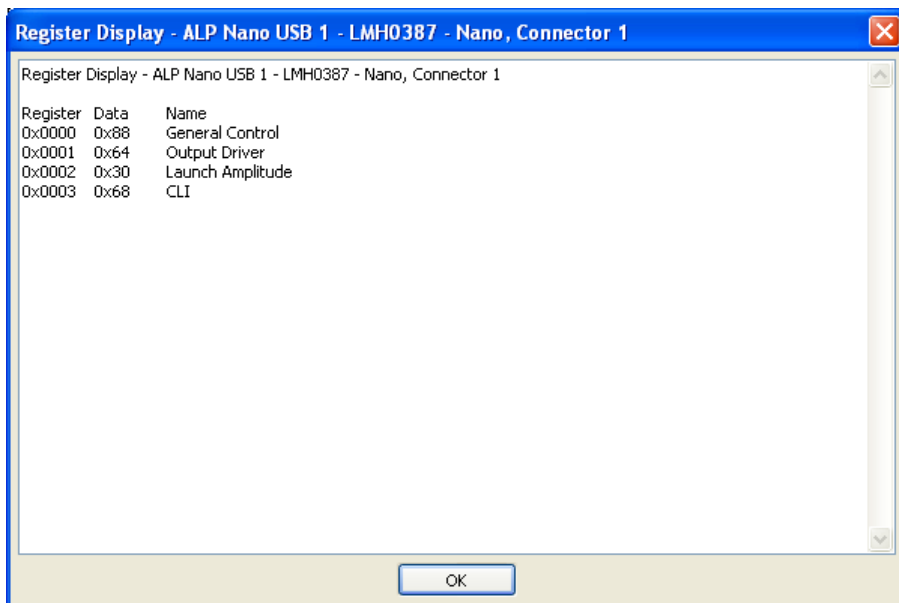 Register Display - ALP Nano USB 1 - LMH0387 - Nano, Connector 1
Register Display - ALP Nano USB 1 - LMH0387 - Nano, Connector 1
Register Data Name
0x0000 0x88 General Control
0x0001 0x64 Output Driver
0x0002 0x30 Launch Amplitude
0x0003 0x68 CLI
OK